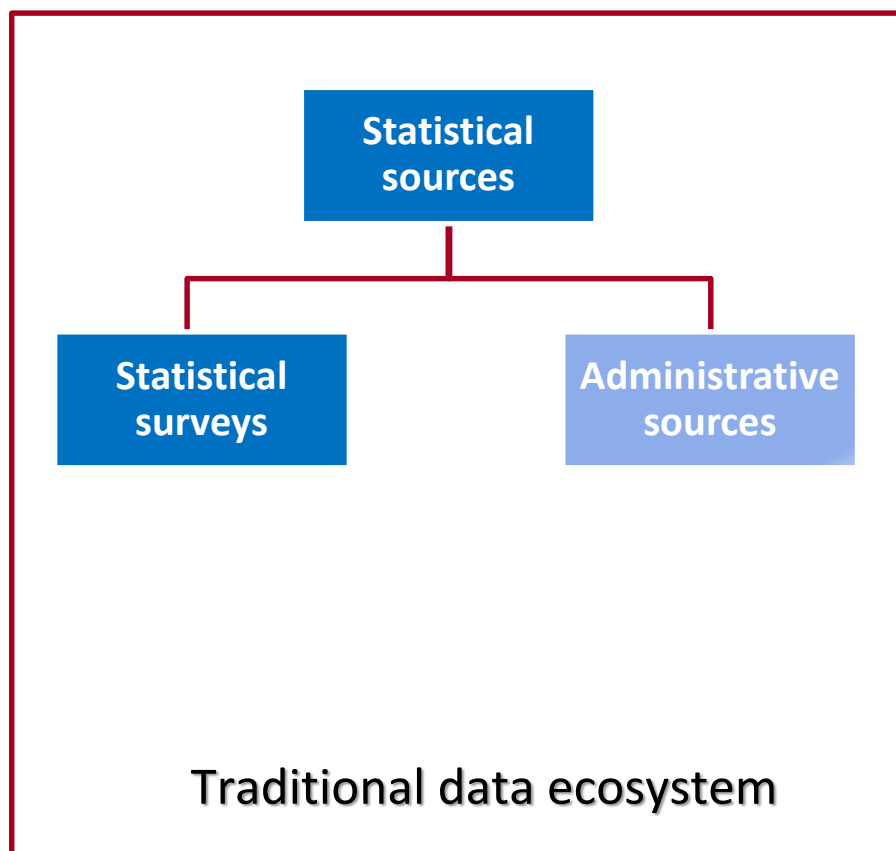 Statistical
sources
Statistical
surveys
Administrative
sources
Traditional data ecosystem